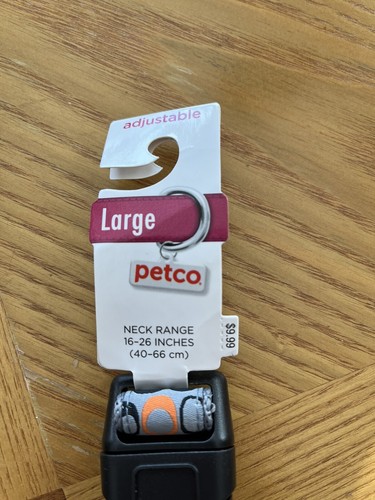 adjustable
Large
petco
NECK RANGE
16-26 INCHES
(40-66 cm)
$9.99